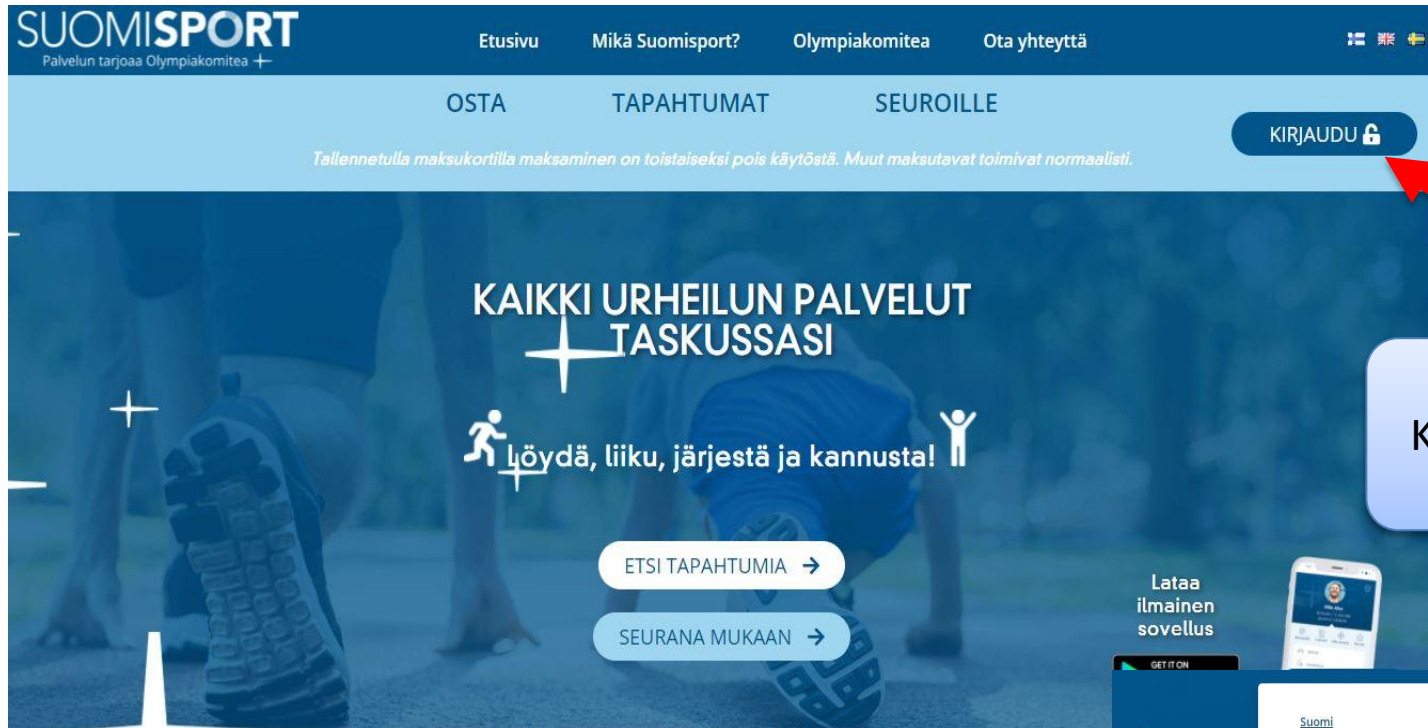 SUOMISPORT
Palvelun tarjoaa Olympiakomitea
Etusivu Mikä Suomisport? Olympiakomitea Ota yhteyttä
OSTA TAPAHTUMAT SEUROILLE
KIRJAUDU
Tallennetulla maksukortilla maksaminen on toistaiseksi pois käytöstä. Muut maksutavat toimivat normaalisti.
KAIKKI URHEILUN PALVELUT
TASKUSSASI
Löydä, liiku, järjestä ja kannusta!
K
ETSI TAPAHTUMIA
SEURANA MUKAAN
Lataa
ilmainen
sovellus
GET IT ON
Suomi